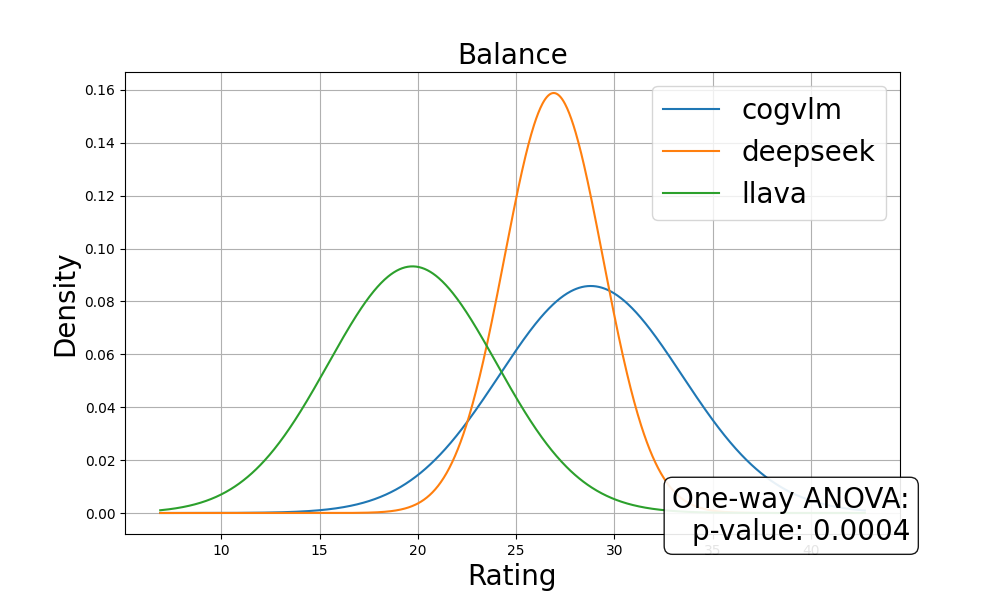 Balance
cogvlm
deepseek
llava
0.16
0.14
0.12
0.10
0.08
0.06
0.04
0.02
0.00
Density
One-way ANOVA:
p-value: 0.0004
10 15 20 25 30 35 40
Rating